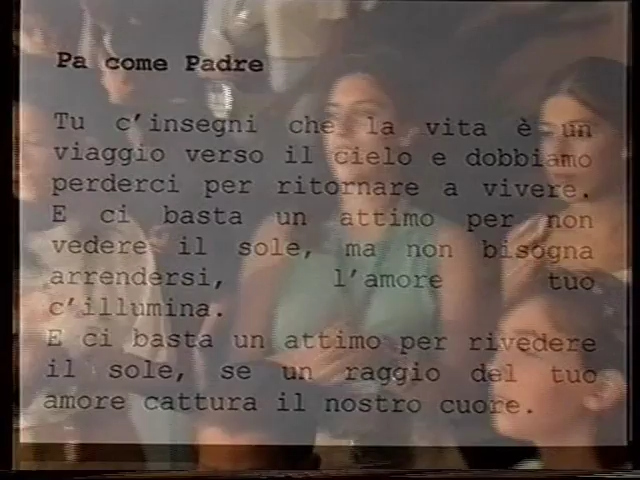 Pa come Padre
Tu c'insegni che la vita è un
viaggio verso il cielo e dobbiamo
perderci per ritornare a vivere.
E ci basta un attimo per non
vedere il sole, ma non bisogna
arrendersi, l'amore tuo
c'illumina.
E ci basta un attimo per rivedere
il sole, se un raggio del tuo
amore cattura il nostro cuore.